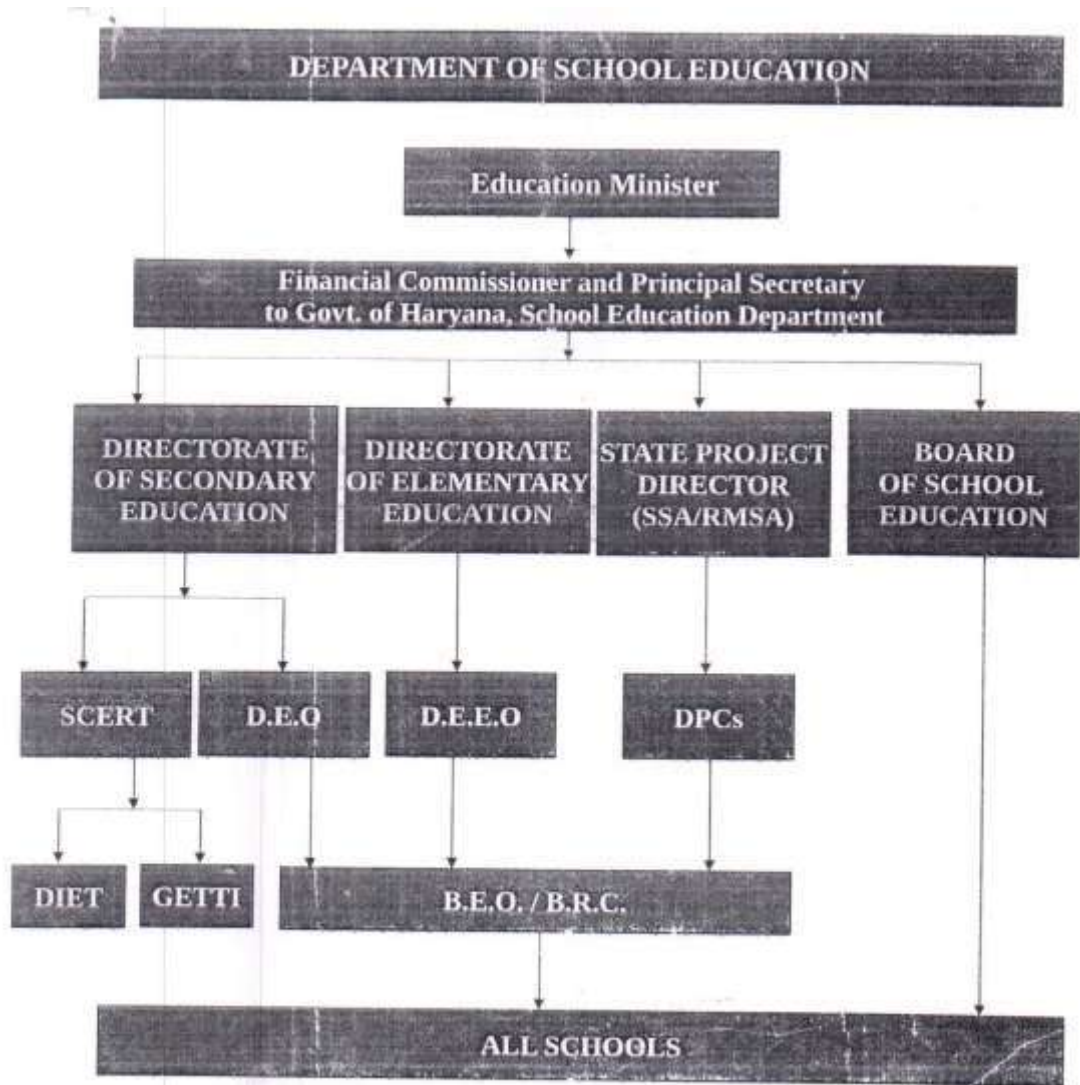 DEPARTMENT OF SCHOOL EDUCATION
Education Minister
Financial Commissioner and Principal Secretary
to Govt. of Haryana, School Education Department
DIRECTORATE
OF SECONDARY
EDUCATION
DIRECTORATE
OF ELEMENTARY
EDUCATION
STATE PROJECT
DIRECTOR
(SSA/RMSA)
BOARD
OF SCHOOL
EDUCATION
SCERT
D.E.O
D.E.E.O
DPCs
DIET
GETTI
B.E.O. / B.R.C.
ALL SCHOOLS